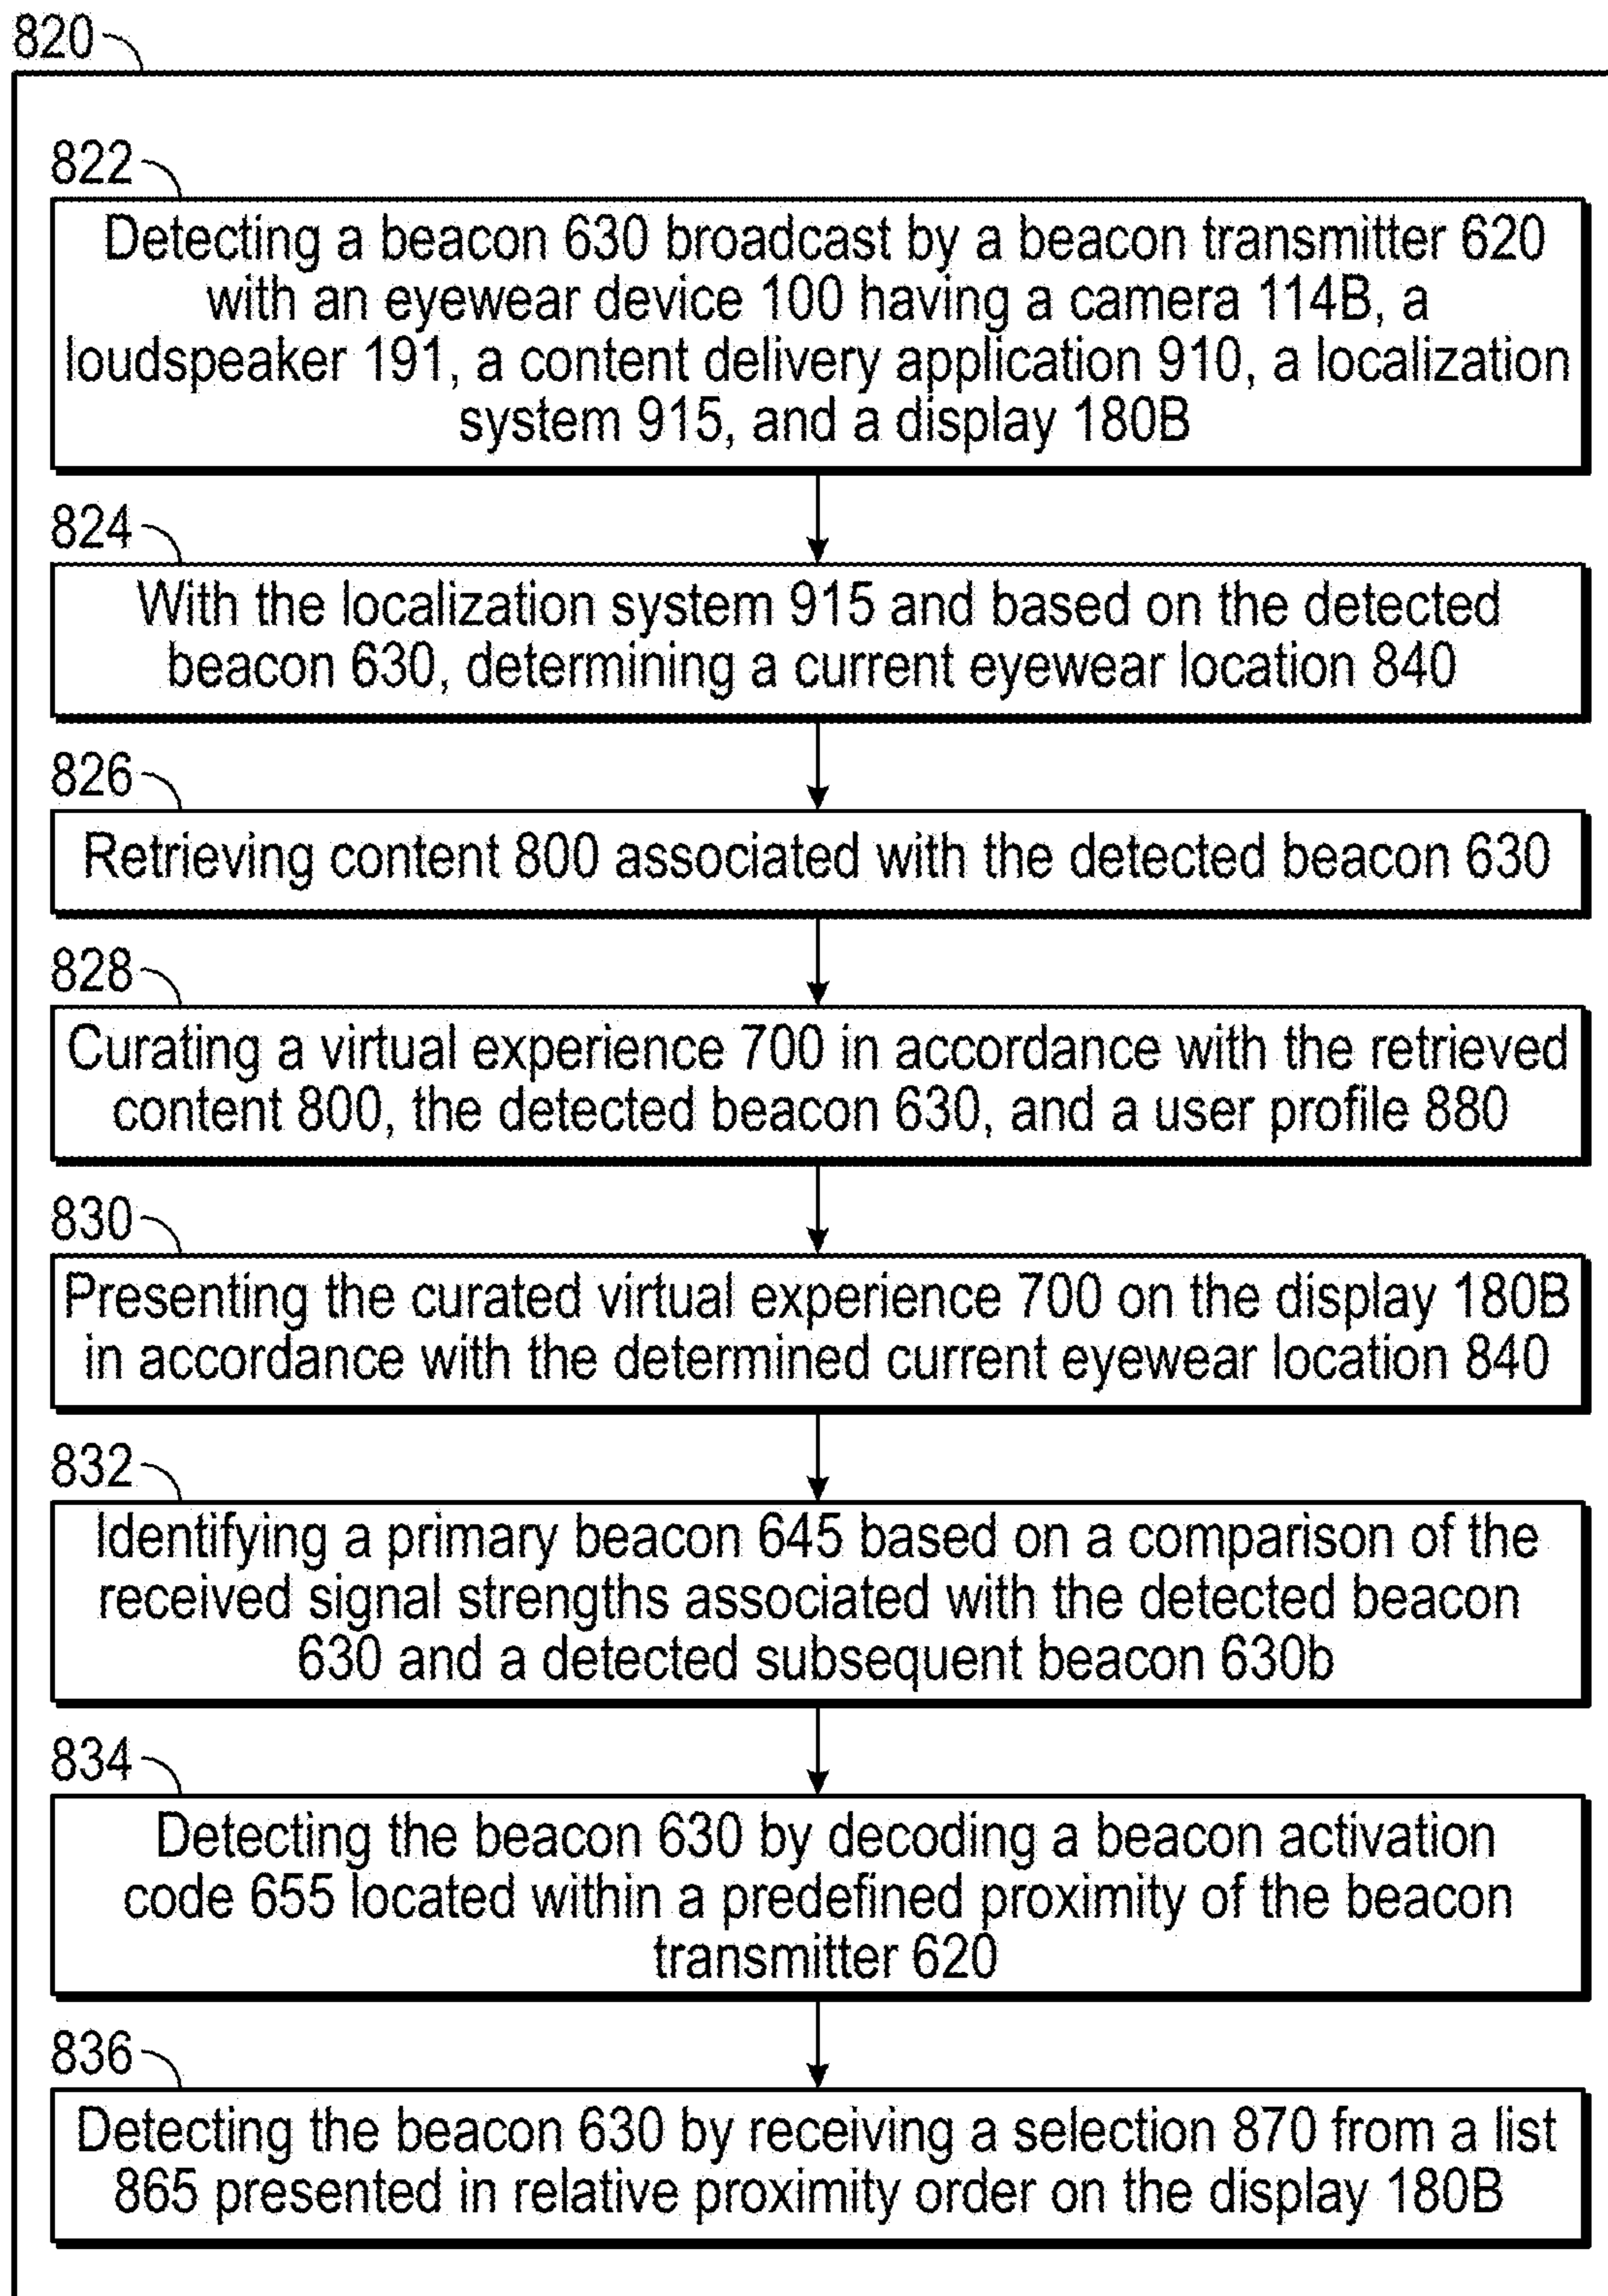 820
822
Detecting a beacon 630 broadcast by a beacon transmitter 620
with an eyewear device 100 having a camera 114B, a
loudspeaker 191, a content delivery application 910, a localization
system 915, and a display 180B
824
With the localization system 915 and based on the detected
beacon 630, determining a current eyewear location 840
826
Retrieving content 800 associated with the detected beacon 630
828
Curating a virtual experience 700 in accordance with the retrieved
content 800, the detected beacon 630, and a user profile 880
830
Presenting the curated virtual experience 700 on the display 180B
in accordance with the determined current eyewear location 840
832
Identifying a primary beacon 645 based on a comparison of the
received signal strengths associated with the detected beacon
630 and a detected subsequent beacon 630b
834
Detecting the beacon 630 by decoding a beacon activation
code 655 located within a predefined proximity of the beacon
transmitter 620
836
Detecting the beacon 630 by receiving a selection 870 from a list
865 presented in relative proximity order on the display 180B